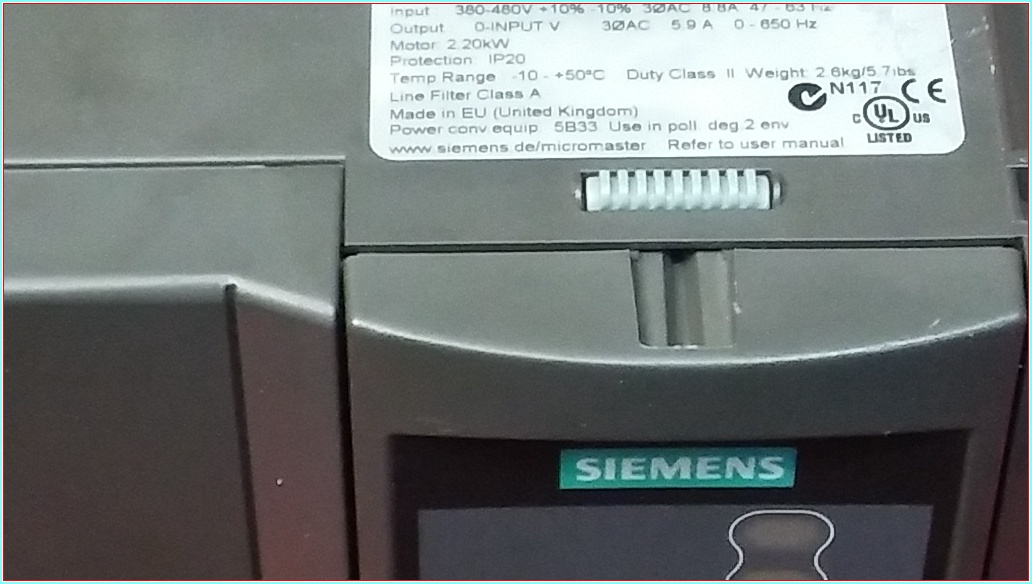 Input 380-480V +10% -10% 3ØAC 8.8A 47 - 63 Hz
Output 0-INPUT V 3ØAC 5.9 A 0 - 650 Hz
Motor: 2.20kW
Protection: IP20
Temp Range -10 - +50°C Duty Class II Weight: 2.6kg/5.7lbs
Line Filter Class A
N117 CE
Made in EU (United Kingdom)
C UL US
LISTED
Power conv.equip. 5B33 Use in poll. deg.2 env
www.siemens.de/micromaster Refer to user manual
SIEMENS